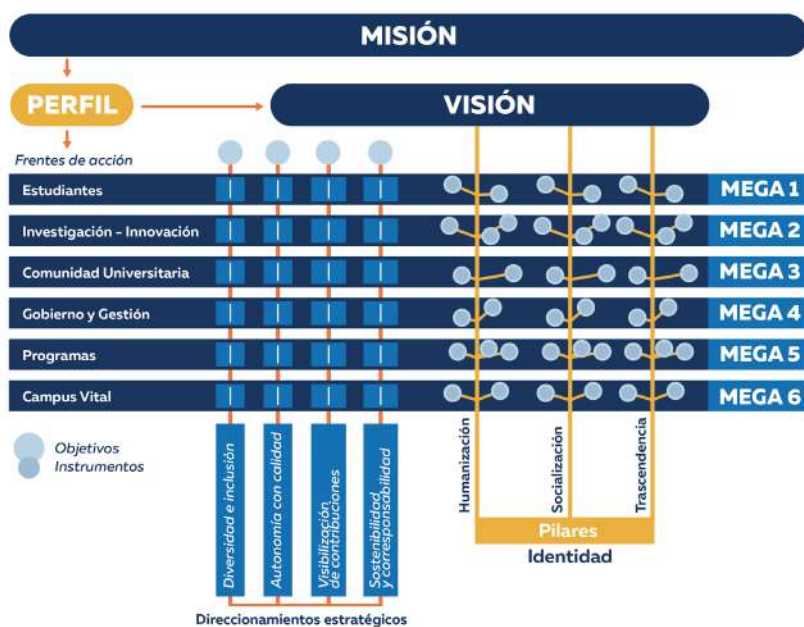 MISIÓN
PERFIL
VISIÓN
Frentes de acción
Estudiantes
MEGA 1
Investigación - Innovación
MEGA 2
Comunidad Universitaria
MEGA 3
Gobierno y Gestión
MEGA 4
Programas
MEGA 5
Campus Vital
MEGA 6
Objetivos
Instrumentos
Diversidad e inclusión
Autonomía con calidad
Visibilización
de contribuciones
Sostenibilidad
y corresponsabilidad
Humanización
Socialización
Trascendencia
Pilares
Identidad
Direccionamientos estratégicos